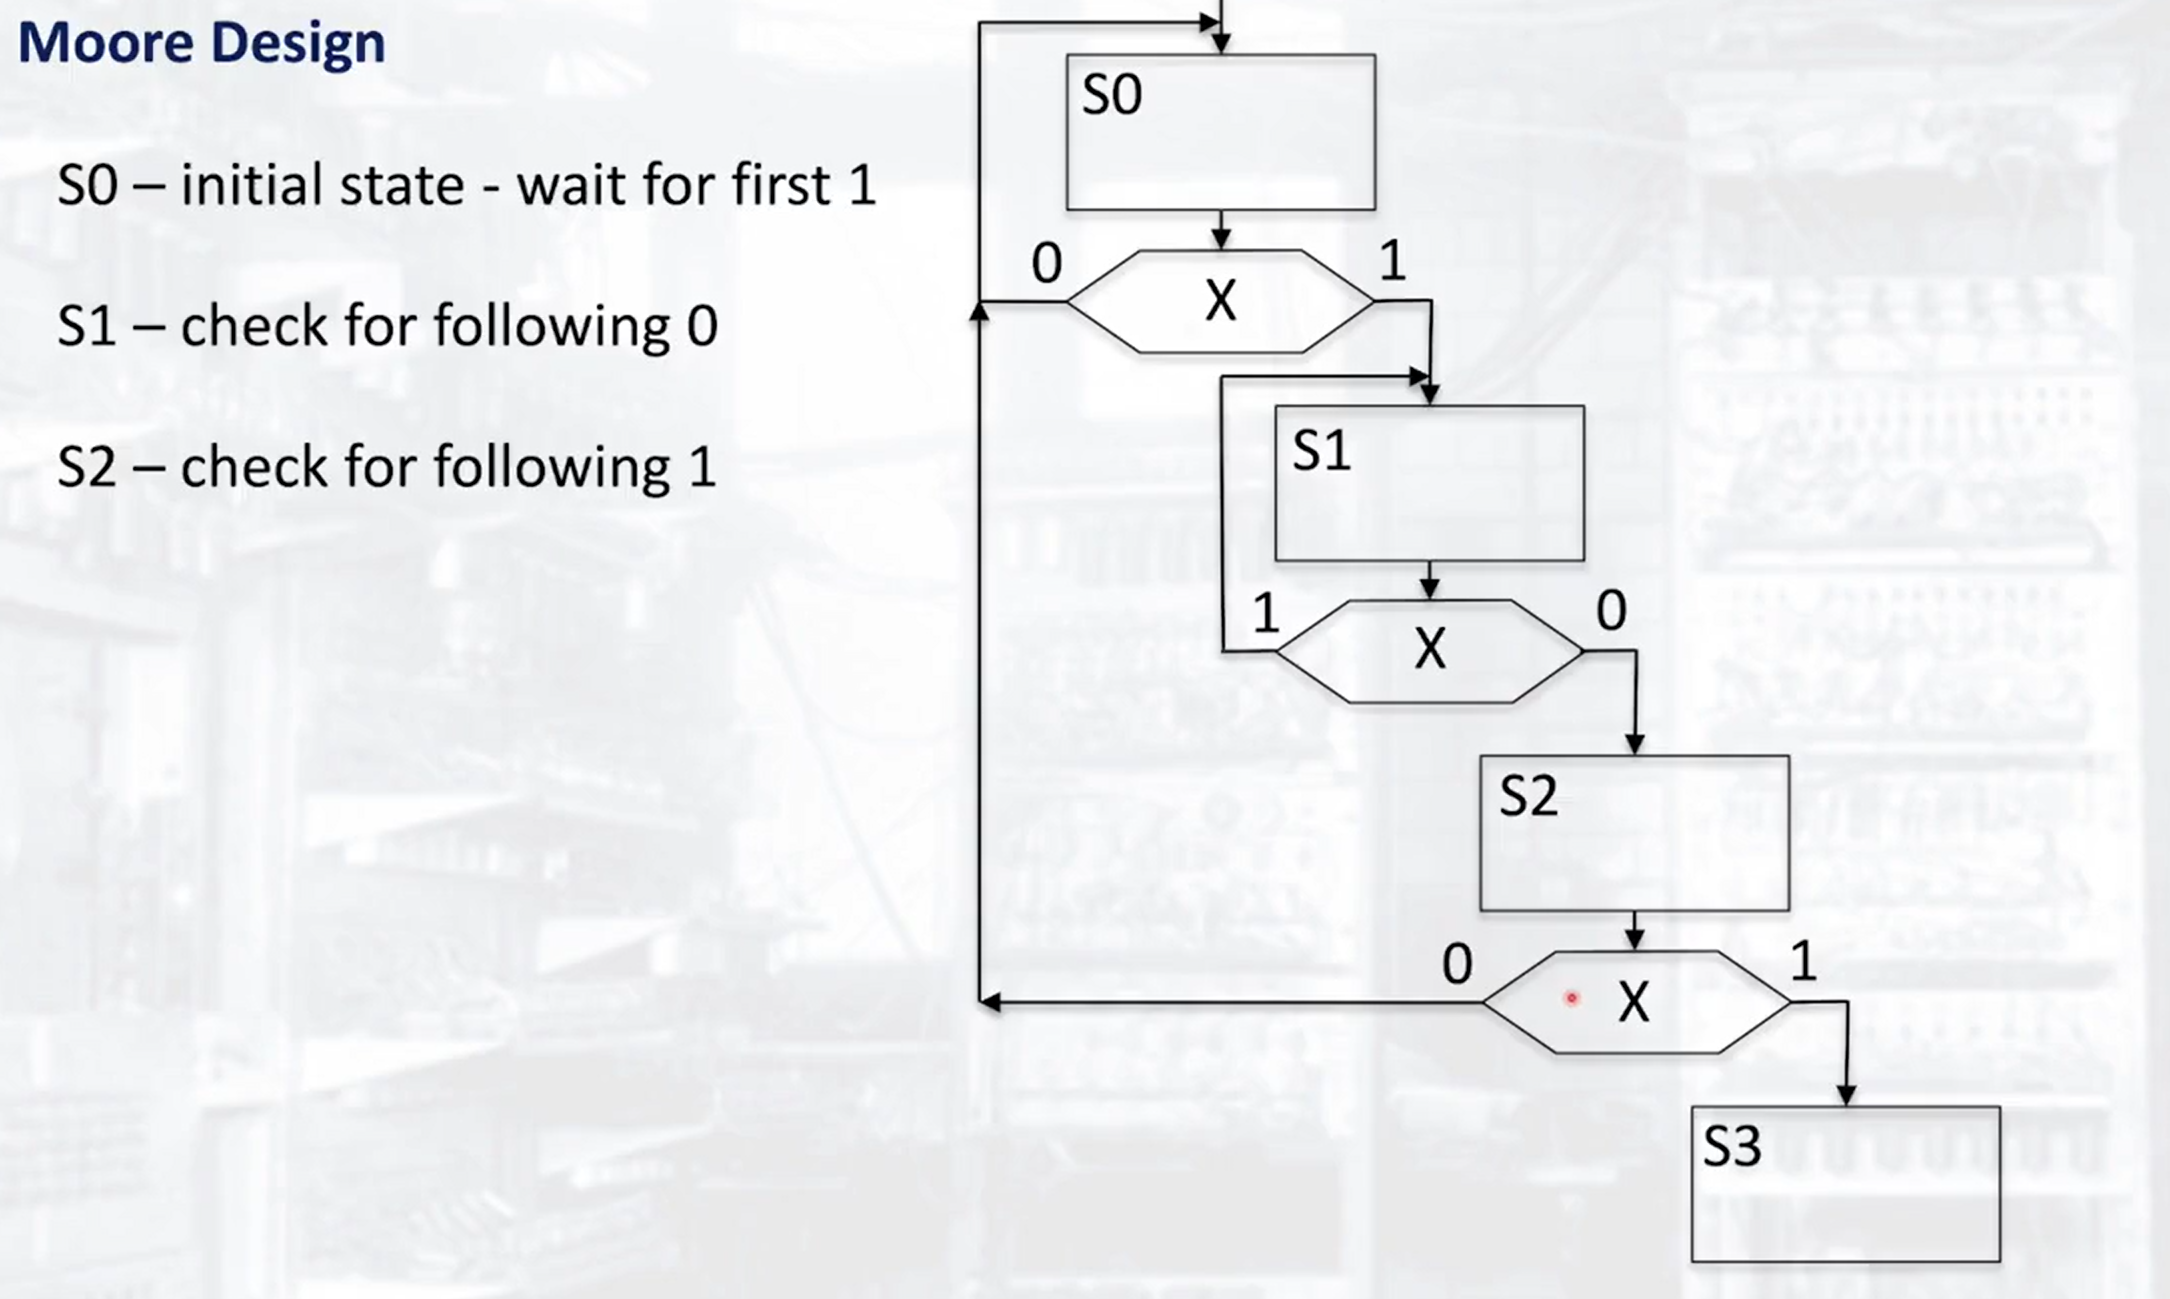 Moore Design
S0 – initial state - wait for first 1
S1 – check for following 0
S2 – check for following 1
S0
0
X
1
S1
1
X
0
S2
0
X
1
S3